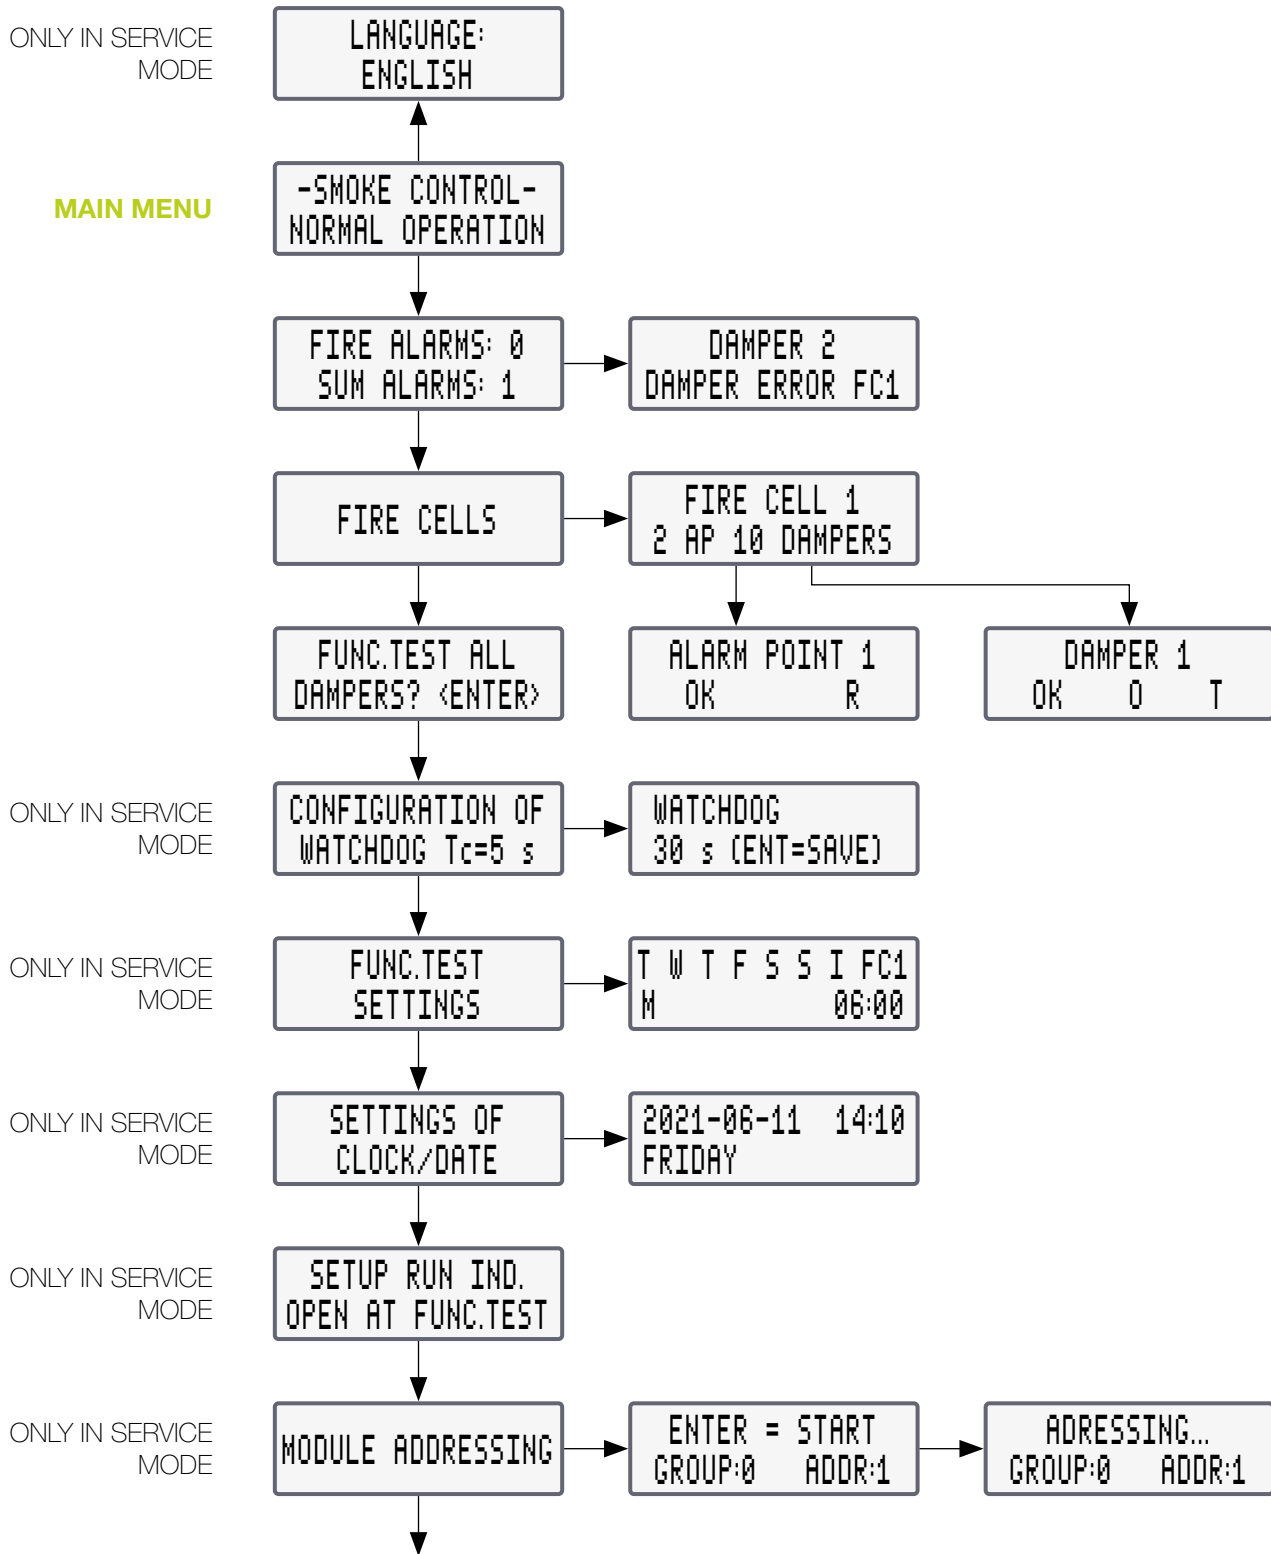 ONLY IN SERVICE
MODE
LANGUAGE:
ENGLISH
MAIN MENU
-SMOKE CONTROL-
NORMAL OPERATION
FIRE ALARMS: 0
SUM ALARMS: 1
DAMPER 2
DAMPER ERROR FC1
FIRE CELLS
FIRE CELL 1
2 AP 10 DAMPERS
FUNC.TEST ALL
DAMPERS? <ENTER>
ALARM POINT 1
OK R
DAMPER 1
OK O T
ONLY IN SERVICE
MODE
CONFIGURATION OF
WATCHDOG Tc=5 s
WATCHDOG
30 s (ENT=SAVE)
ONLY IN SERVICE
MODE
FUNC.TEST
SETTINGS
T W T F S S I FC1
M 06:00
ONLY IN SERVICE
MODE
SETTINGS OF
CLOCK/DATE
2021-06-11 14:10
FRIDAY
ONLY IN SERVICE
MODE
SETUP RUN IND.
OPEN AT FUNC.TEST
ONLY IN SERVICE
MODE
MODULE ADDRESSING
ENTER = START
GROUP:0 ADDR:1
ADRESSING...
GROUP:0 ADDR:1